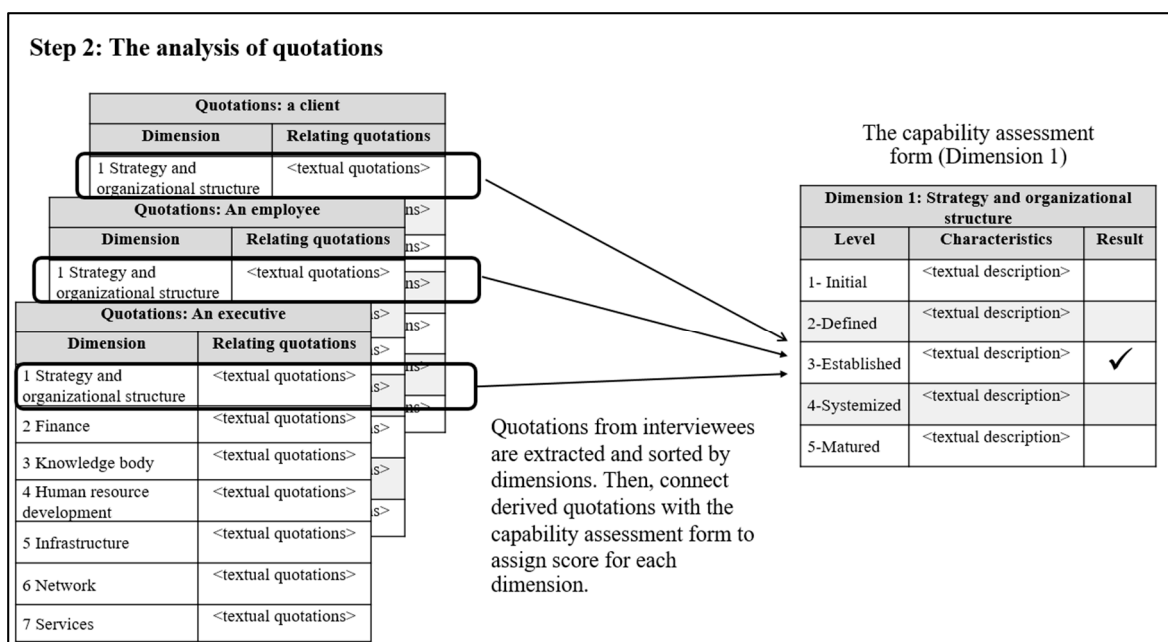 Step 2: The analysis of quotations
Quotations: a client
Dimension Relating quotations
1 Strategy and <textual quotations>
organizational structure
Quotations: An employee ns>
Dimension Relating quotations
ns>
1 Strategy and <textual quotations>
organizational structure ns>
Quotations: An executive s> ns>
Dimension Relating quotations s>
ns>
1 Strategy and <textual quotations> s>
organizational structure ns>
2 Finance <textual quotations>
3 Knowledge body <textual quotations> s>
4 Human resource <textual quotations> s>
development
5 Infrastructure <textual quotations>
6 Network <textual quotations>
7 Services <textual quotations>
Quotations from interviewees
are extracted and sorted by
dimensions. Then, connect
derived quotations with the
capability assessment form to
assign score for each
dimension.
The capability assessment
form (Dimension 1)
Dimension 1: Strategy and organizational
structure
Level Characteristics Result
1- Initial <textual description>
2-Defined <textual description>
3-Established <textual description> ✓
4-Systemized <textual description>
5-Matured <textual description>